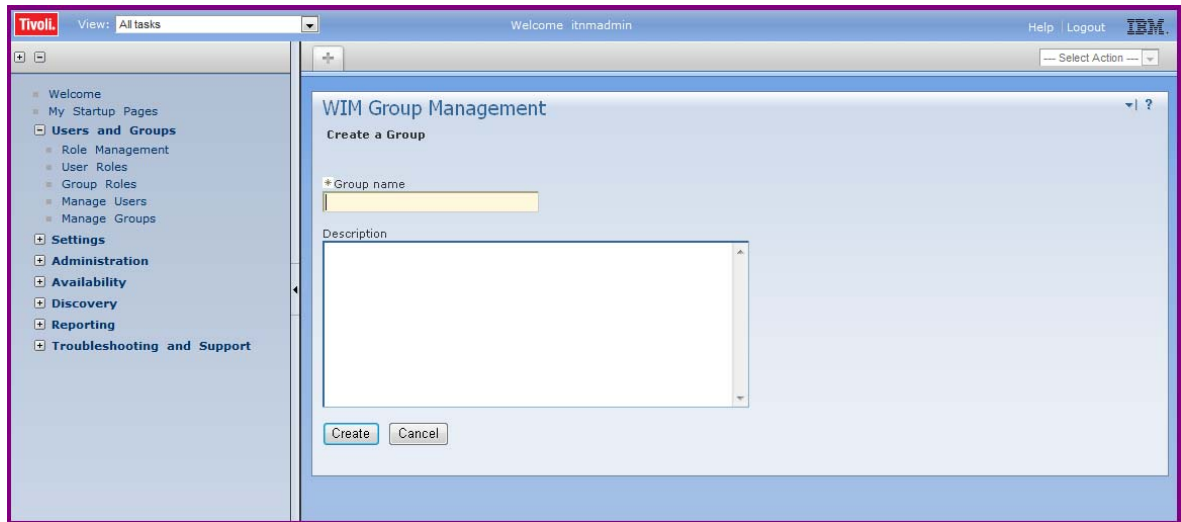 Tivoli. View: All tasks Welcome itnmadmin Help Logout IBM.
--- Select Action ---
Welcome
My Startup Pages
Users and Groups
Role Management
User Roles
Group Roles
Manage Users
Manage Groups
Settings
Administration
Availability
Discovery
Reporting
Troubleshooting and Support
WIM Group Management ?
Create a Group
*Group name
Description
Create Cancel